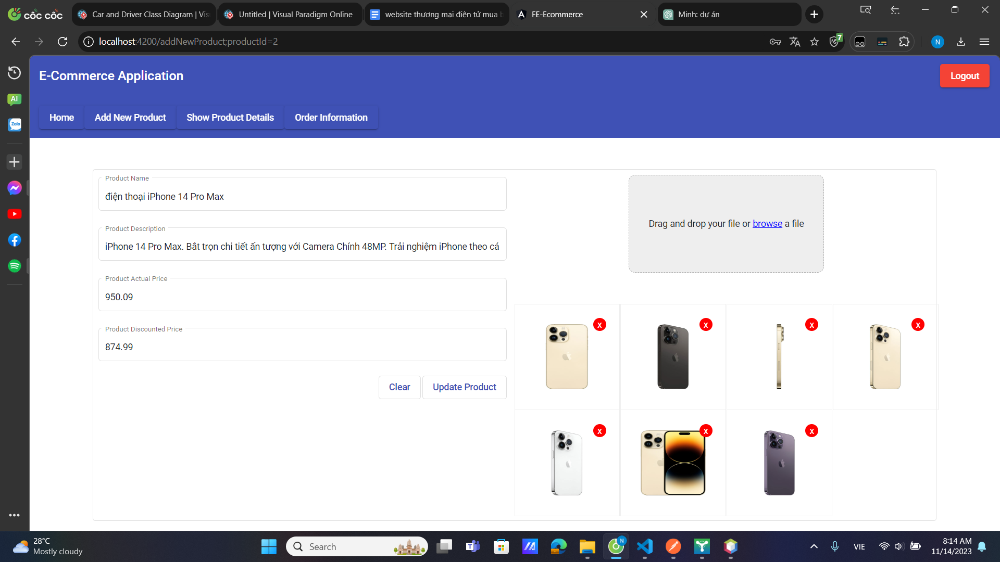 cốc cốc
Car and Driver Class Diagram | Vis
Untitled | Visual Paradigm Online
website thương mại điện tử mua b
FE-Ecommerce
Minh: dự án
localhost:4200/addNewProduct;productId=2
7
N
E-Commerce Application
Logout
AI
Zalo
Home
Add New Product
Show Product Details
Order Information
Product Name
điện thoại iPhone 14 Pro Max
Product Description
iPhone 14 Pro Max. Bắt trọn chi tiết ấn tượng với Camera Chính 48MP. Trải nghiệm iPhone theo cá
Product Actual Price
950.09
Product Discounted Price
874.99
Clear
Update Product
Drag and drop your file or browse a file
X
X
X
X
X
X
X
28°C
Mostly cloudy
Search
N
VIE
8:14 AM
11/14/2023